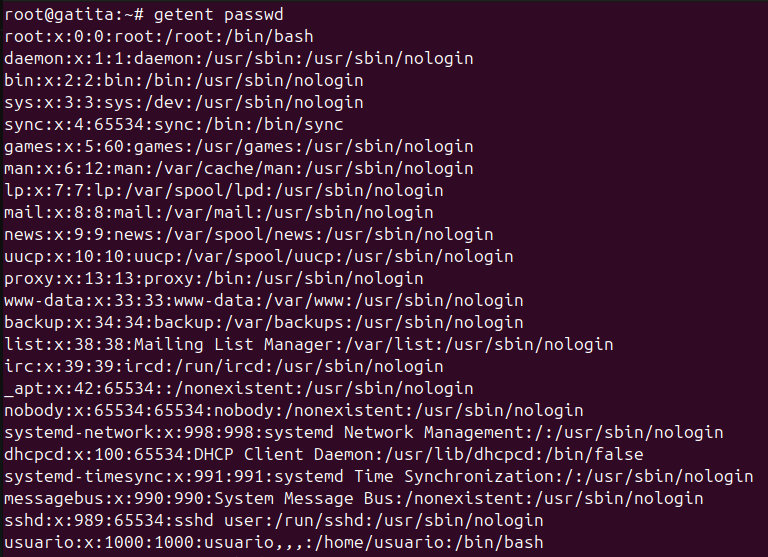 root@gatita:~# getent passwd
root:x:0:0:root:/root:/bin/bash
daemon:x:1:1:daemon:/usr/sbin:/usr/sbin/nologin
bin:x:2:2:bin:/bin:/usr/sbin/nologin
sys:x:3:3:sys:/dev:/usr/sbin/nologin
sync:x:4:65534:sync:/bin:/bin/sync
games:x:5:60:games:/usr/games:/usr/sbin/nologin
man:x:6:12:man:/var/cache/man:/usr/sbin/nologin
lp:x:7:7:lp:/var/spool/lpd:/usr/sbin/nologin
mail:x:8:8:mail:/var/mail:/usr/sbin/nologin
news:x:9:9:news:/var/spool/news:/usr/sbin/nologin
uucp:x:10:10:uucp:/var/spool/uucp:/usr/sbin/nologin
proxy:x:13:13:proxy:/bin:/usr/sbin/nologin
www-data:x:33:33:www-data:/var/www:/usr/sbin/nologin
backup:x:34:34:backup:/var/backups:/usr/sbin/nologin
list:x:38:38:Mailing List Manager:/var/list:/usr/sbin/nologin
irc:x:39:39:ircd:/run/ircd:/usr/sbin/nologin
_apt:x:42:65534::/nonexistent:/usr/sbin/nologin
nobody:x:65534:65534:nobody:/nonexistent:/usr/sbin/nologin
systemd-network:x:998:998:systemd Network Management:/:/usr/sbin/nologin
dhcpcd:x:100:65534:DHCP Client Daemon:/usr/lib/dhcpcd:/bin/false
systemd-timesync:x:991:991:systemd Time Synchronization:/:/usr/sbin/nologin
messagebus:x:990:990:System Message Bus:/nonexistent:/usr/sbin/nologin
sshd:x:989:65534:sshd user:/run/sshd:/usr/sbin/nologin
usuario:x:1000:1000:usuario,,,:/home/usuario:/bin/bash